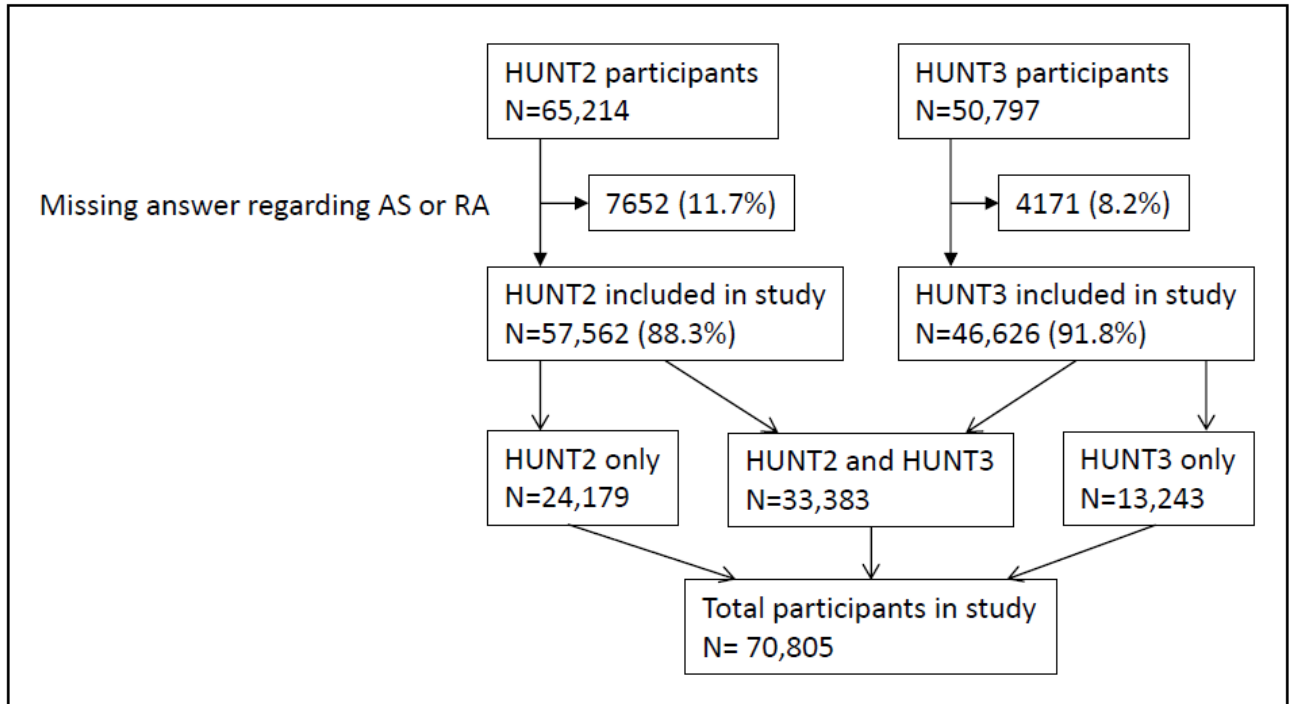 HUNT2 participants
N=65,214
HUNT3 participants
N=50,797
Missing answer regarding AS or RA
7652 (11.7%)
4171 (8.2%)
HUNT2 included in study
N=57,562 (88.3%)
HUNT3 included in study
N=46,626 (91.8%)
HUNT2 only
N=24,179
HUNT2 and HUNT3
N=33,383
HUNT3 only
N=13,243
Total participants in study
N= 70,805